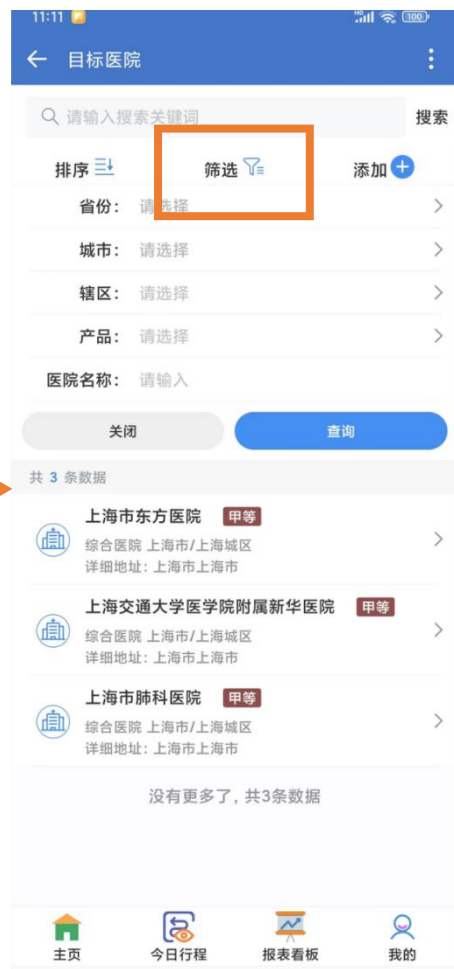 11:11 HD 100
目标医院
请输入搜索关键词 搜索
排序 筛选 添加
省份： 请选择
城市： 请选择
辖区： 请选择
产品： 请选择
医院名称： 请输入
关闭 查询
共 3 条数据
上海市东方医院 甲等
综合医院 上海市/上海城区
详细地址: 上海市上海市
上海交通大学医学院附属新华医院 甲等
综合医院 上海市/上海城区
详细地址: 上海市上海市
上海市肺科医院 甲等
综合医院 上海市/上海城区
详细地址: 上海市上海市
没有更多了, 共3条数据
主页 今日行程 报表看板 我的